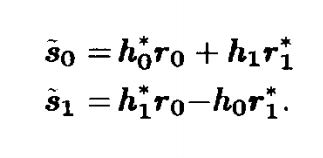 s̃₀ = h₀*r₀ + h₁r₁*
s̃₁ = h₁*r₀−h₀r₁*.